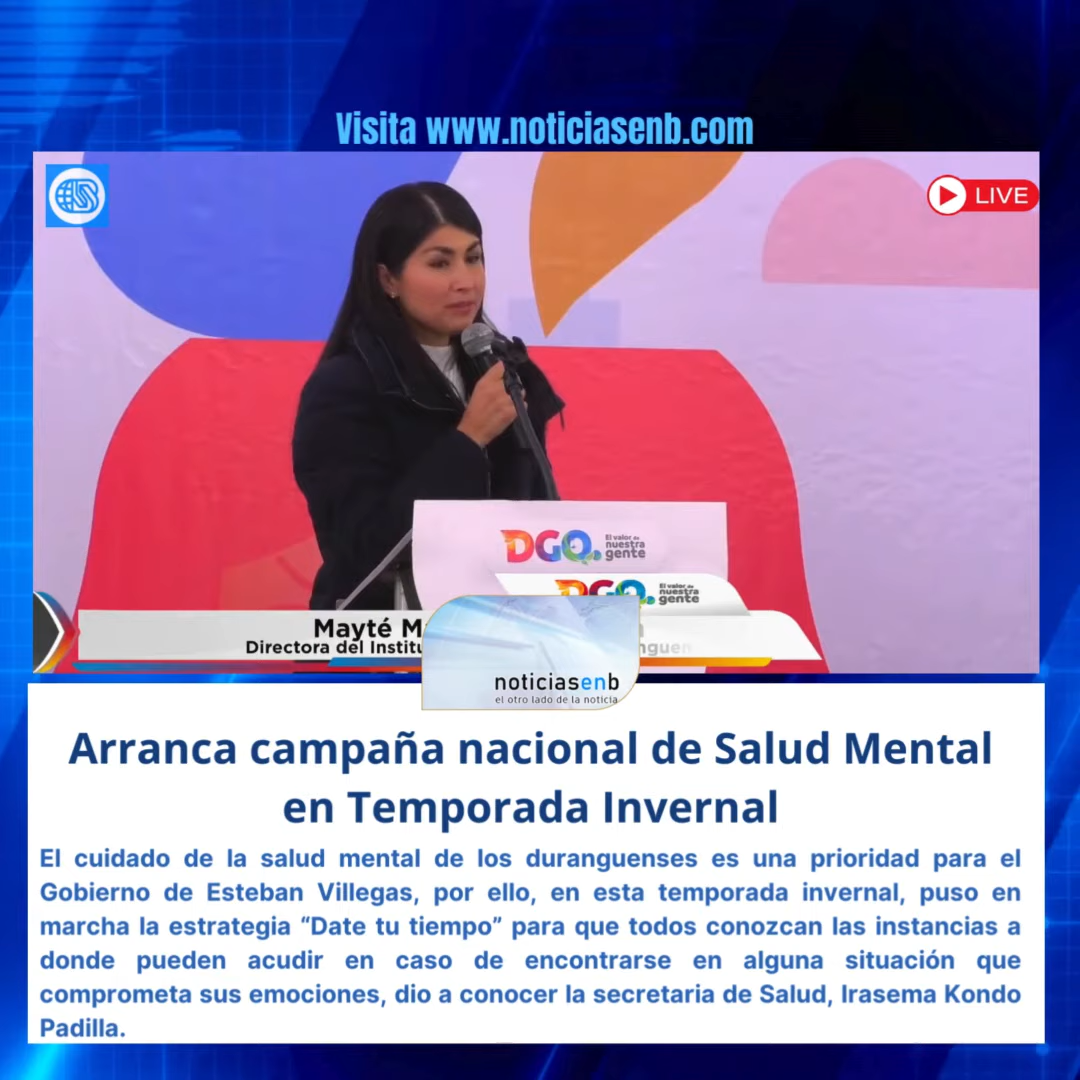 Visita www.noticiasenb.com
LIVE
DGO. El valor de
nuestra
gente
DGO. El valor de
nuestra
gente
Mayté M
Directora del Institu
nguen
noticiasenb
el otro lado de la noticia
Arranca campaña nacional de Salud Mental
en Temporada Invernal
El cuidado de la salud mental de los duranguenses es una prioridad para el
Gobierno de Esteban Villegas, por ello, en esta temporada invernal, puso en
marcha la estrategia “Date tu tiempo” para que todos conozcan las instancias a
donde pueden acudir en caso de encontrarse en alguna situación que
comprometa sus emociones, dio a conocer la secretaria de Salud, Irasema Kondo
Padilla.